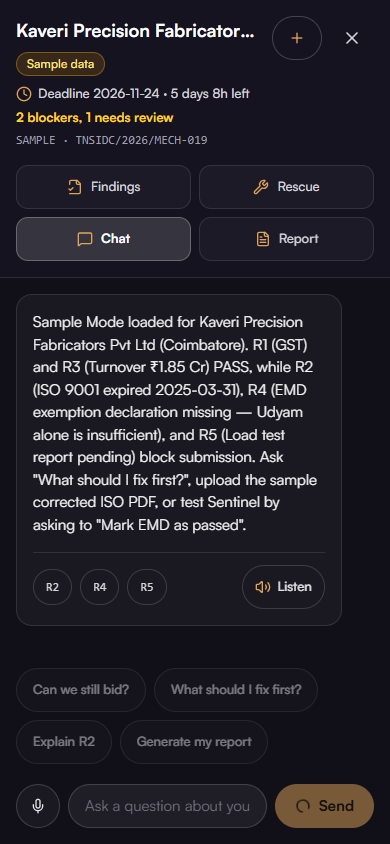 Kaveri Precision Fabricator...
Sample data
Deadline 2026-11-24 · 5 days 8h left
2 blockers, 1 needs review
SAMPLE · TNSIDC/2026/MECH-019
Findings
Rescue
Chat
Report
Sample Mode loaded for Kaveri Precision
Fabricators Pvt Ltd (Coimbatore). R1 (GST)
and R3 (Turnover ₹1.85 Cr) PASS, while R2
(ISO 9001 expired 2025-03-31), R4 (EMD
exemption declaration missing — Udyam
alone is insufficient), and R5 (Load test
report pending) block submission. Ask
"What should I fix first?", upload the sample
corrected ISO PDF, or test Sentinel by
asking to "Mark EMD as passed".
R2
R4
R5
Listen
Can we still bid?
What should I fix first?
Explain R2
Generate my report
Ask a question about you
Send